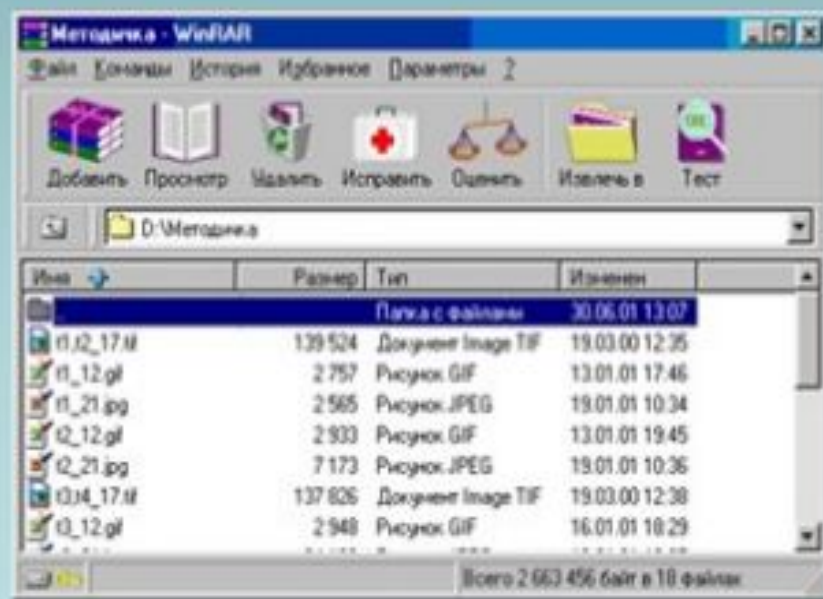 Методичка - WinRAR
Файл Команды История Избранное Параметры ?
Добавить Просмотр Удалить Исправить Оценить Извлечь в Тест
D:\Методичка
Имя Размер Тип Изменен
.. Папка с файлами 30.06.01 13:07
t1,t2_17.tif 139 524 Документ Image TIF 19.03.00 12:35
t1_12.gif 2 757 Рисунок GIF 13.01.01 17:46
t1_21.jpg 2 565 Рисунок JPEG 19.01.01 10:34
t2_12.gif 2 933 Рисунок GIF 13.01.01 19:45
t2_21.jpg 7 173 Рисунок JPEG 19.01.01 10:36
t3,t4_17.tif 137 826 Документ Image TIF 19.03.00 12:38
t3_12.gif 2 948 Рисунок GIF 16.01.01 18:29
Всего 2 663 456 байт в 18 файлах